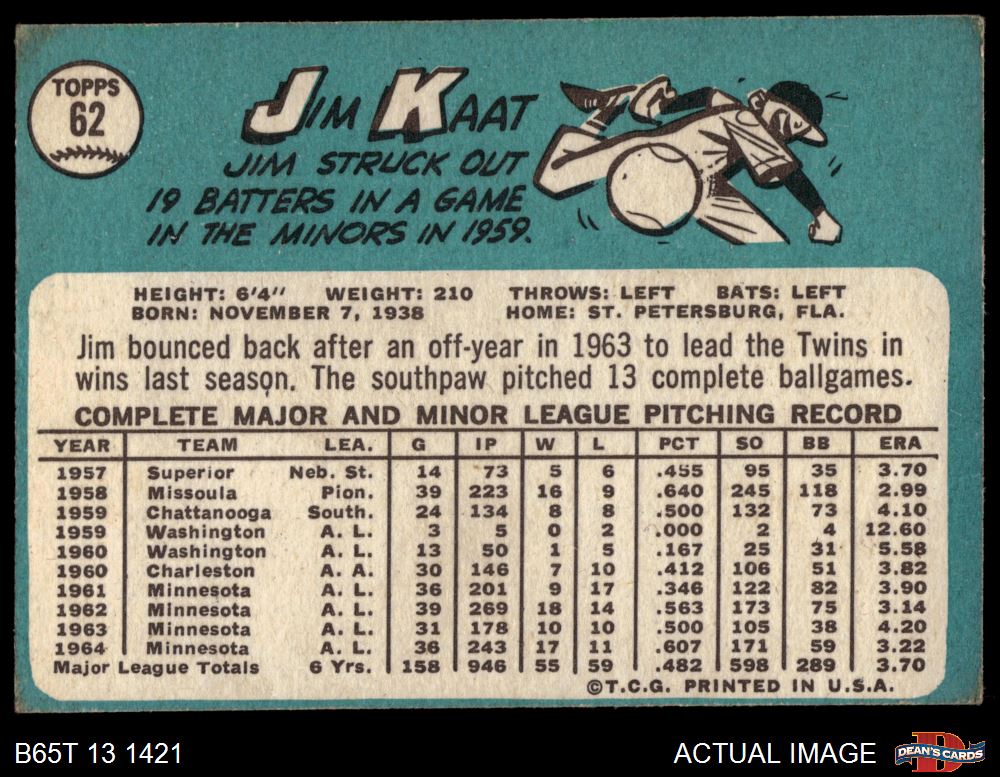 TOPPS
62
JIM KAAT
JIM STRUCK OUT
19 BATTERS IN A GAME
IN THE MINORS IN 1959.
HEIGHT: 6'4" WEIGHT: 210 THROWS: LEFT BATS: LEFT
BORN: NOVEMBER 7, 1938 HOME: ST. PETERSBURG, FLA.
Jim bounced back after an off-year in 1963 to lead the Twins in
wins last season. The southpaw pitched 13 complete ballgames.
COMPLETE MAJOR AND MINOR LEAGUE PITCHING RECORD
YEAR TEAM LEA. G IP W L PCT SO BB ERA
1957 Superior Neb. St. 14 73 5 6 .455 95 35 3.70
1958 Missoula Pion. 39 223 16 9 .640 245 118 2.99
1959 Chattanooga South. 24 134 8 8 .500 132 73 4.10
1959 Washington A. L. 3 5 0 2 .000 2 4 12.60
1960 Washington A. L. 13 50 1 5 .167 25 31 5.58
1960 Charleston A. A. 30 146 7 10 .412 106 51 3.82
1961 Minnesota A. L. 36 201 9 17 .346 122 82 3.90
1962 Minnesota A. L. 39 269 18 14 .563 173 75 3.14
1963 Minnesota A. L. 31 178 10 10 .500 105 38 4.20
1964 Minnesota A. L. 36 243 17 11 .607 171 59 3.22
Major League Totals 6 Yrs. 158 946 55 59 .482 598 289 3.70
©T.C.G. PRINTED IN U.S.A.
B65T 13 1421 ACTUAL IMAGE DEAN'S CARDS